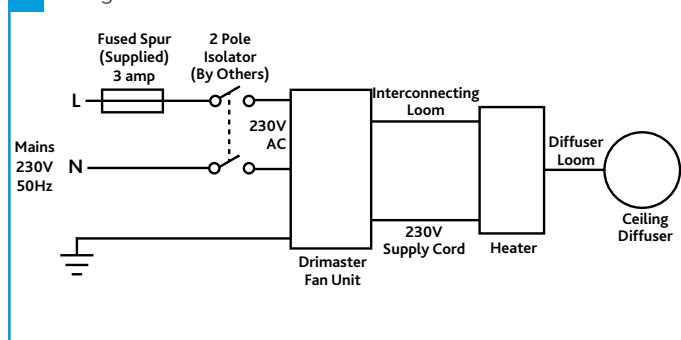 Fused Spur
(Supplied)
3 amp
2 Pole
Isolator
(By Others)
L
230V
AC
Interconnecting
Loom
Mains
230V
50Hz
N
Diffuser
Loom
230V
Supply Cord
Heater
Ceiling
Diffuser
Drimaster
Fan Unit